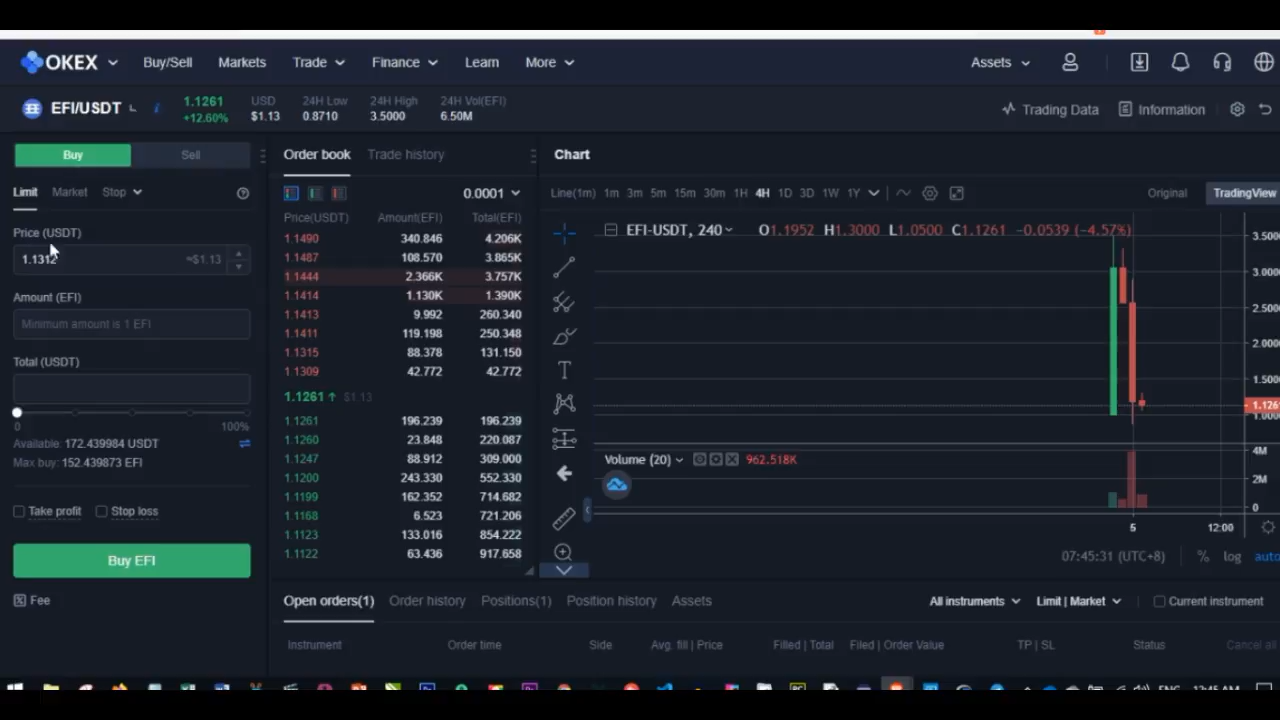 OKEX Buy/Sell Markets Trade Finance Learn More Assets
EFI/USDT 1.1261 +12.60% USD $1.13 24H Low 0.8710 24H High 3.5000 24H Vol(EFI) 6.50M Trading Data Information
Buy Sell
Limit Market Stop
Price (USDT)
1.1312 ≈$1.13
Amount (EFI)
Minimum amount is 1 EFI
Total (USDT)
0 100%
Available: 172.439984 USDT
Max buy: 152.439873 EFI
Take profit Stop loss
Buy EFI
Fee
Order book Trade history
0.0001
Price(USDT) Amount(EFI) Total(EFI)
1.1490 340.846 4.206K
1.1487 108.570 3.865K
1.1444 2.366K 3.757K
1.1414 1.130K 1.390K
1.1413 9.992 260.340
1.1411 119.198 250.348
1.1315 88.378 131.150
1.1309 42.772 42.772
1.1261↑ $1.13
1.1261 196.239 196.239
1.1260 23.848 220.087
1.1247 88.912 309.000
1.1200 243.330 552.330
1.1199 162.352 714.682
1.1168 6.523 721.206
1.1123 133.016 854.222
1.1122 63.436 917.658
Chart
Line(1m) 1m 3m 5m 15m 30m 1H 4H 1D 3D 1W 1Y Original TradingView
EFI-USDT, 240 O1.1952 H1.3000 L1.0500 C1.1261 -0.0539 (-4.57%)
3.5000
3.0000
2.5000
2.0000
1.5000
1.1261
1.0000
Volume (20) 962.518K
4M
2M
0
5 12:00
07:45:31 (UTC+8) % log auto
Open orders(1) Order history Positions(1) Position history Assets All instruments Limit | Market Current instrument
Instrument Order time Side Avg. fill | Price Filled | Total Filed | Order Value TP | SL Status Cancel all